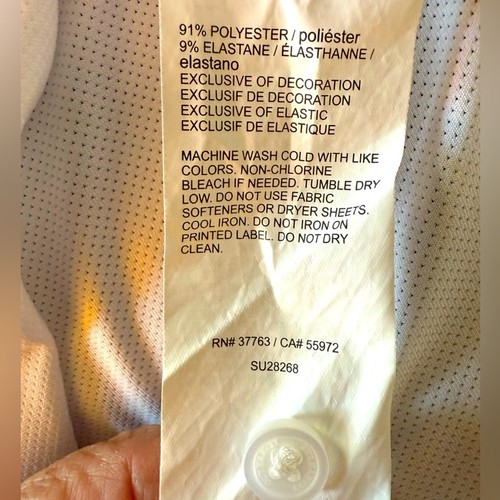 91% POLYESTER / poliéster
9% ELASTANE / ÉLASTHANNE /
elastano
EXCLUSIVE OF DECORATION
EXCLUSIF DE DECORATION
EXCLUSIVE OF ELASTIC
EXCLUSIF DE ELASTIQUE
MACHINE WASH COLD WITH LIKE
COLORS. NON-CHLORINE
BLEACH IF NEEDED. TUMBLE DRY
LOW. DO NOT USE FABRIC
SOFTENERS OR DRYER SHEETS.
COOL IRON. DO NOT IRON ON
PRINTED LABEL. DO NOT DRY
CLEAN.
RN# 37763 / CA# 55972
SU28268